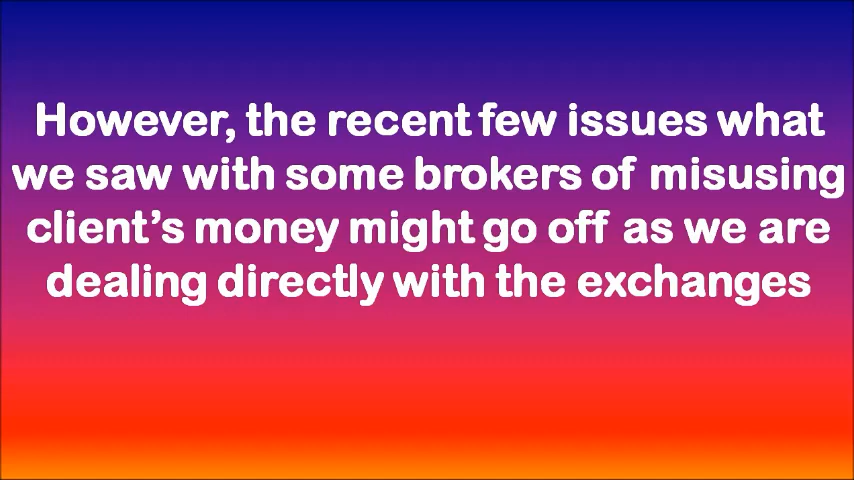 However, the recent few issues what
we saw with some brokers of misusing
client's money might go off as we are
dealing directly with the exchanges